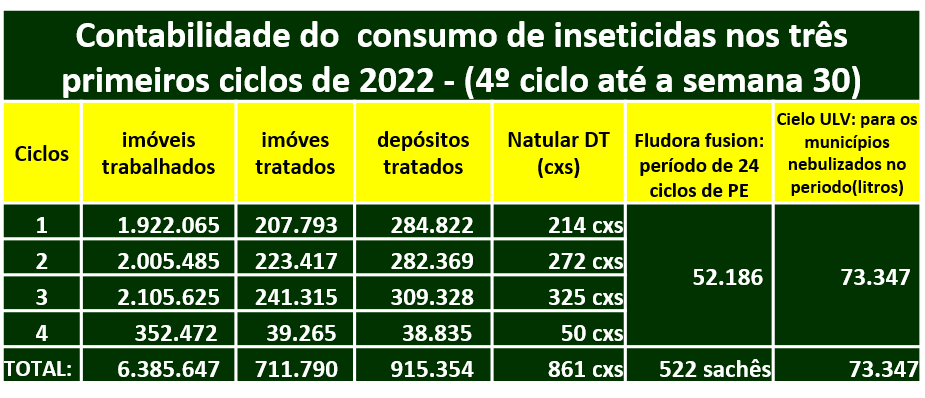 Contabilidade do consumo de inseticidas nos três
primeiros ciclos de 2022 - (4º ciclo até a semana 30)
Ciclos
imóveis
trabalhados
imóves
tratados
depósitos
tratados
Natular DT
(cxs)
Fludora fusion:
período de 24
ciclos de PE
Cielo ULV: para os
municípios
nebulizados no
periodo(litros)
1 1.922.065 207.793 284.822 214 cxs
2 2.005.485 223.417 282.369 272 cxs
52.186 73.347
3 2.105.625 241.315 309.328 325 cxs
4 352.472 39.265 38.835 50 cxs
TOTAL: 6.385.647 711.790 915.354 861 cxs 522 sachês 73.347